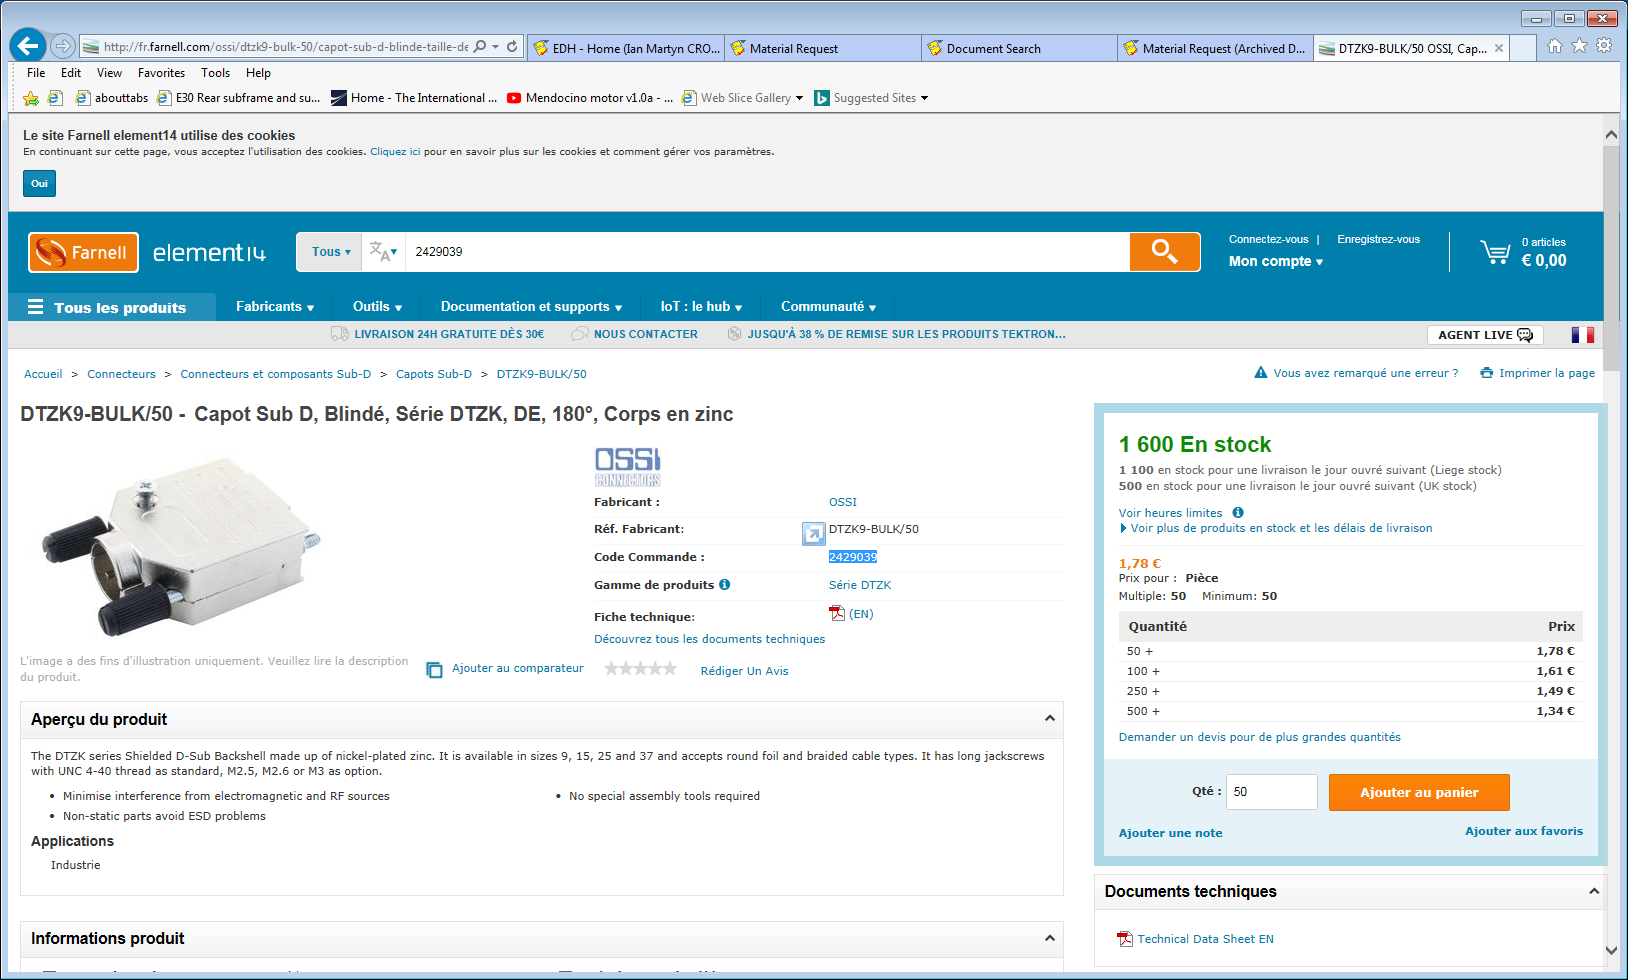 http://fr.farnell.com/ossi/dtzk9-bulk-50/capot-sub-d-blinde-taille-de
EDH - Home (Ian Martyn CRO...
Material Request
Document Search
Material Request (Archived D...
DTZK9-BULK/50 OSSI, Cap...
File Edit View Favorites Tools Help
abouttabs
E30 Rear subframe and su...
Home - The International ...
Mendocino motor v1.0a - ...
Web Slice Gallery
Suggested Sites
Le site Farnell element14 utilise des cookies
En continuant sur cette page, vous acceptez l'utilisation des cookies. Cliquez ici pour en savoir plus sur les cookies et comment gérer vos paramètres.
Oui
Farnell
element14
Tous
2429039
Connectez-vous | Enregistrez-vous
Mon compte
0 articles
€ 0,00
Tous les produits
Fabricants
Outils
Documentation et supports
IoT : le hub
Communauté
LIVRAISON 24H GRATUITE DÈS 30€
NOUS CONTACTER
JUSQU'À 38 % DE REMISE SUR LES PRODUITS TEKTRON...
AGENT LIVE
Accueil > Connecteurs > Connecteurs et composants Sub-D > Capots Sub-D > DTZK9-BULK/50
Vous avez remarqué une erreur ?
Imprimer la page
DTZK9-BULK/50 - Capot Sub D, Blindé, Série DTZK, DE, 180°, Corps en zinc
OSSI
CONNECTORS
Fabricant : OSSI
Réf. Fabricant: DTZK9-BULK/50
Code Commande : 2429039
Gamme de produits Série DTZK
Fiche technique: (EN)
Découvrez tous les documents techniques
L'image a des fins d'illustration uniquement. Veuillez lire la description
du produit.
Ajouter au comparateur
Rédiger Un Avis
Aperçu du produit
The DTZK series Shielded D-Sub Backshell made up of nickel-plated zinc. It is available in sizes 9, 15, 25 and 37 and accepts round foil and braided cable types. It has long jackscrews
with UNC 4-40 thread as standard, M2.5, M2.6 or M3 as option.
• Minimise interference from electromagnetic and RF sources
• No special assembly tools required
• Non-static parts avoid ESD problems
Applications
Industrie
Informations produit
1 600 En stock
1 100 en stock pour une livraison le jour ouvré suivant (Liege stock)
500 en stock pour une livraison le jour ouvré suivant (UK stock)
Voir heures limites
Voir plus de produits en stock et les délais de livraison
1,78 €
Prix pour : Pièce
Multiple: 50 Minimum: 50
Quantité Prix
50 + 1,78 €
100 + 1,61 €
250 + 1,49 €
500 + 1,34 €
Demander un devis pour de plus grandes quantités
Qté : 50
Ajouter au panier
Ajouter une note
Ajouter aux favoris
Documents techniques
Technical Data Sheet EN